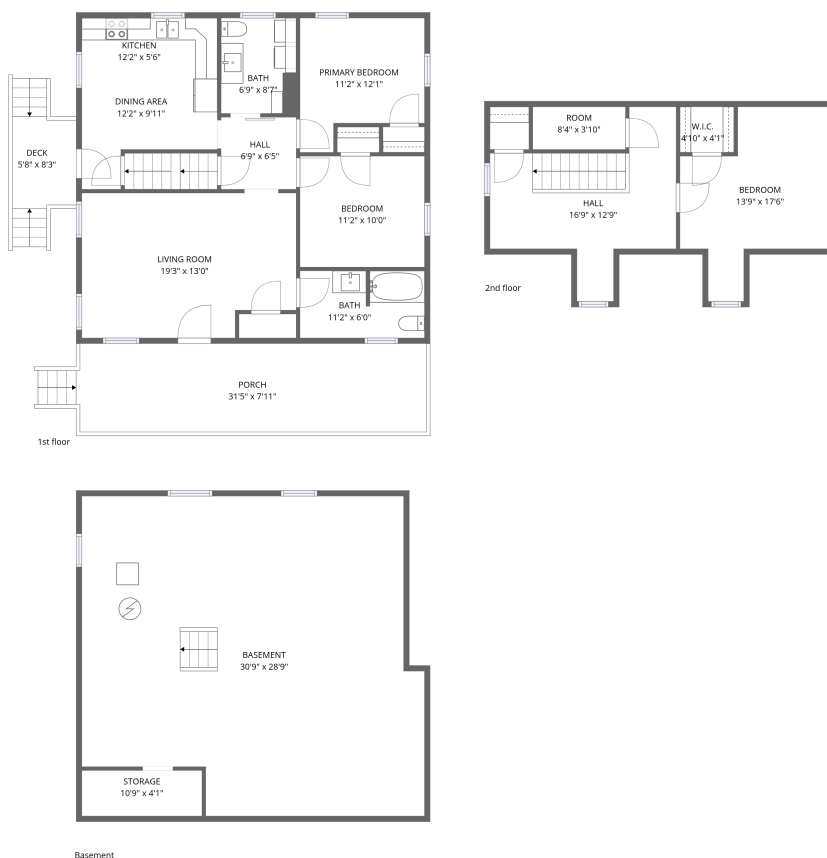 KITCHEN
12'2" x 5'6"
BATH
6'9" x 8'7"
PRIMARY BEDROOM
11'2" x 12'1"
DINING AREA
12'2" x 9'11"
DECK
5'8" x 8'3"
HALL
6'9" x 6'5"
BEDROOM
11'2" x 10'0"
LIVING ROOM
19'3" x 13'0"
BATH
11'2" x 6'0"
PORCH
31'5" x 7'11"
1st floor
ROOM
8'4" x 3'10"
W.I.C.
4'10" x 4'1"
BEDROOM
13'9" x 17'6"
HALL
16'9" x 12'9"
2nd floor
BASEMENT
30'9" x 28'9"
STORAGE
10'9" x 4'1"
Basement